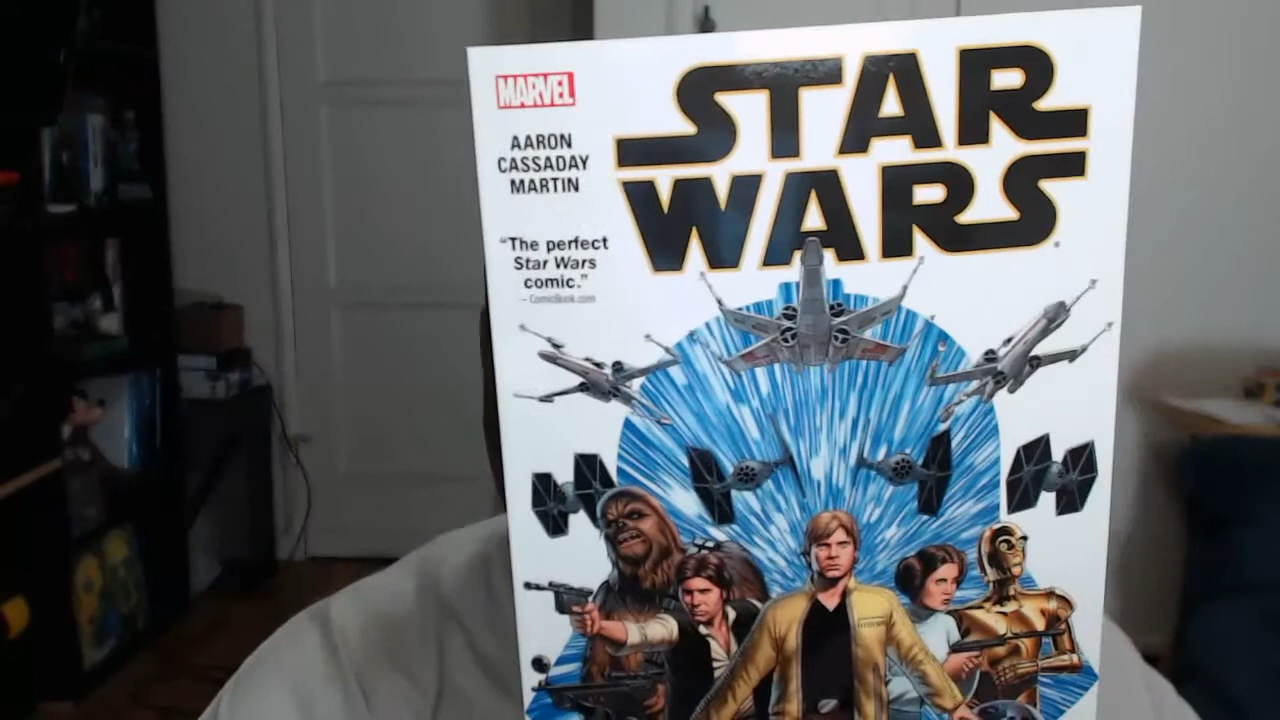 MARVEL
STAR
WARS
AARON
CASSADAY
MARTIN
“The perfect
Star Wars
comic.”
– ComicBook.com